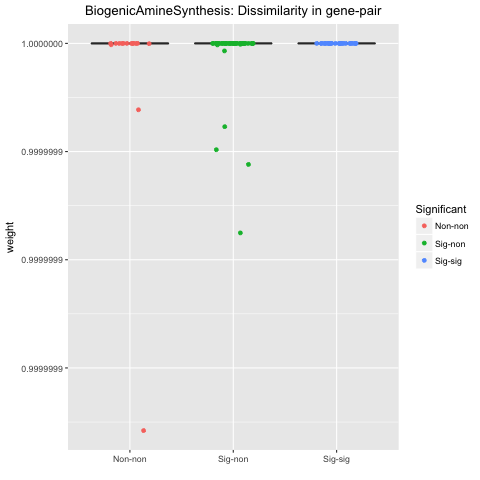 BiogenicAmineSynthesis: Dissimilarity in gene-pair
1.0000000
0.9999999
0.9999999
0.9999999
weight
Non-non
Sig-non
Sig-sig
Significant
Non-non
Sig-non
Sig-sig